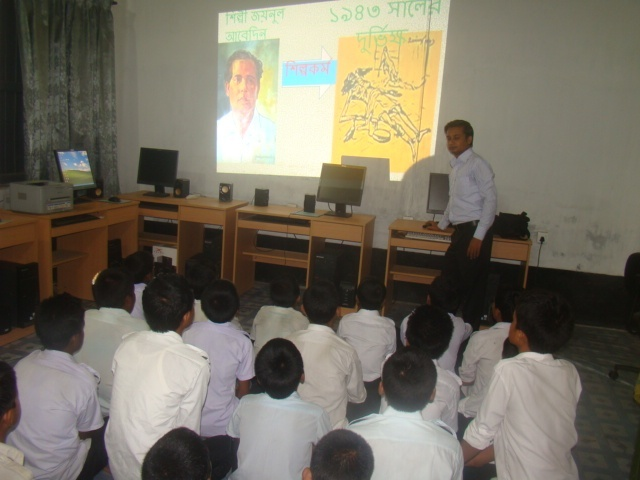 শিল্পী জয়নুল
আবেদিন
১৯৪৩ সালের
দুর্ভিক্ষ
শিল্পকর্ম